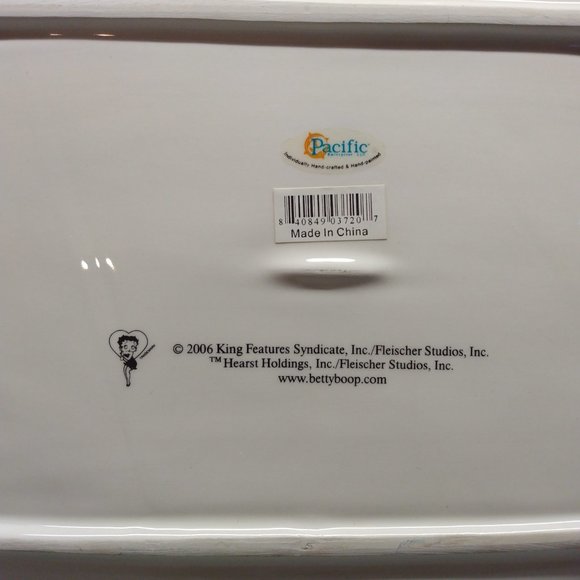 Pacific
Individually Hand-crafted & Hand-painted
8 40849 03720 7
Made In China
© 2006 King Features Syndicate, Inc./Fleischer Studios, Inc.
™ Hearst Holdings, Inc./Fleischer Studios, Inc.
www.bettyboop.com